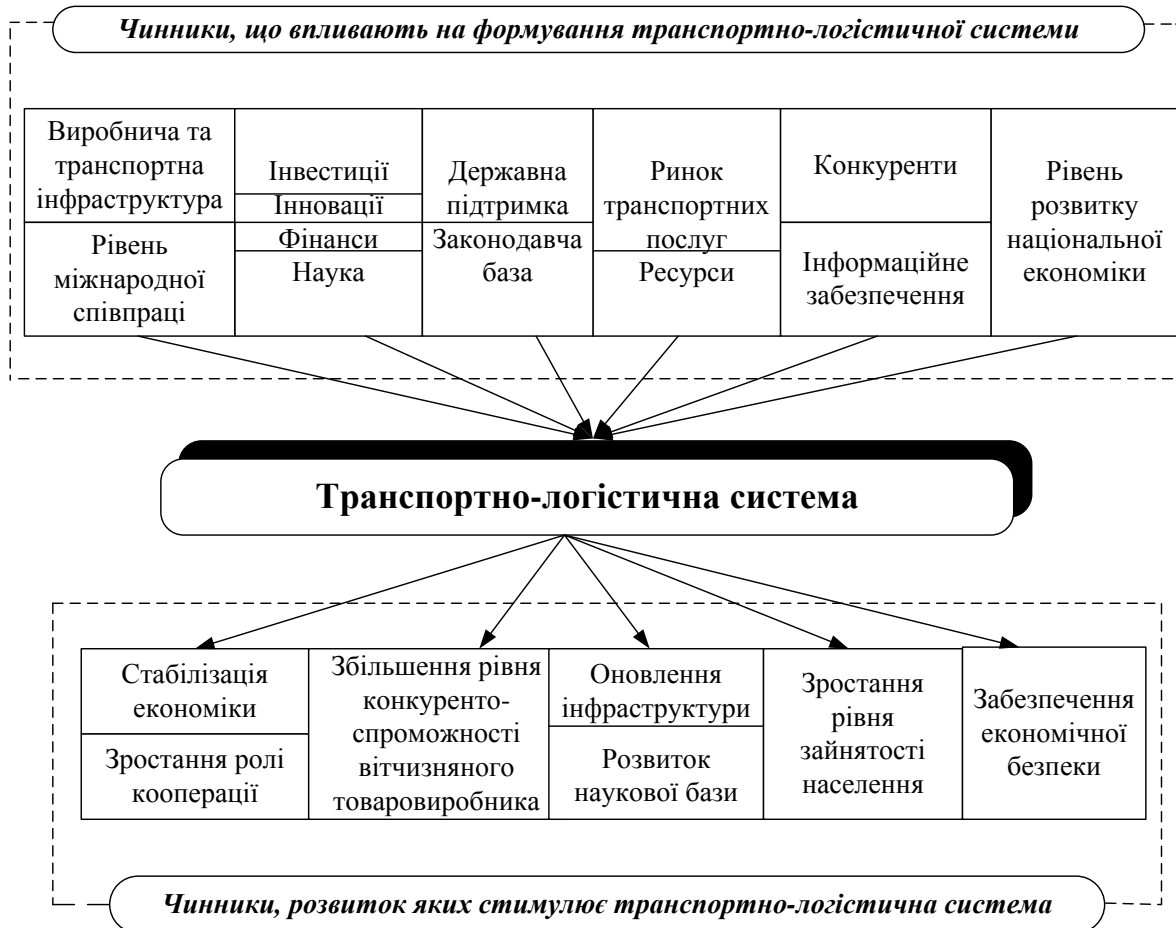 Чинники, що впливають на формування транспортно-логістичної системи
Виробнича та
транспортна
інфраструктура
Рівень
міжнародної
співпраці
Інвестиції
Інновації
Фінанси
Наука
Державна
підтримка
Законодавча
база
Ринок
транспортних
послуг
Ресурси
Конкуренти
Інформаційне
забезпечення
Рівень
розвитку
національної
економіки
Транспортно-логістична система
Стабілізація
економіки
Зростання ролі
кооперації
Збільшення рівня
конкуренто-
спроможності
вітчизняного
товаровиробника
Оновлення
інфраструктури
Розвиток
наукової бази
Зростання
рівня
зайнятості
населення
Забезпечення
економічної
безпеки
Чинники, розвиток яких стимулює транспортно-логістична система